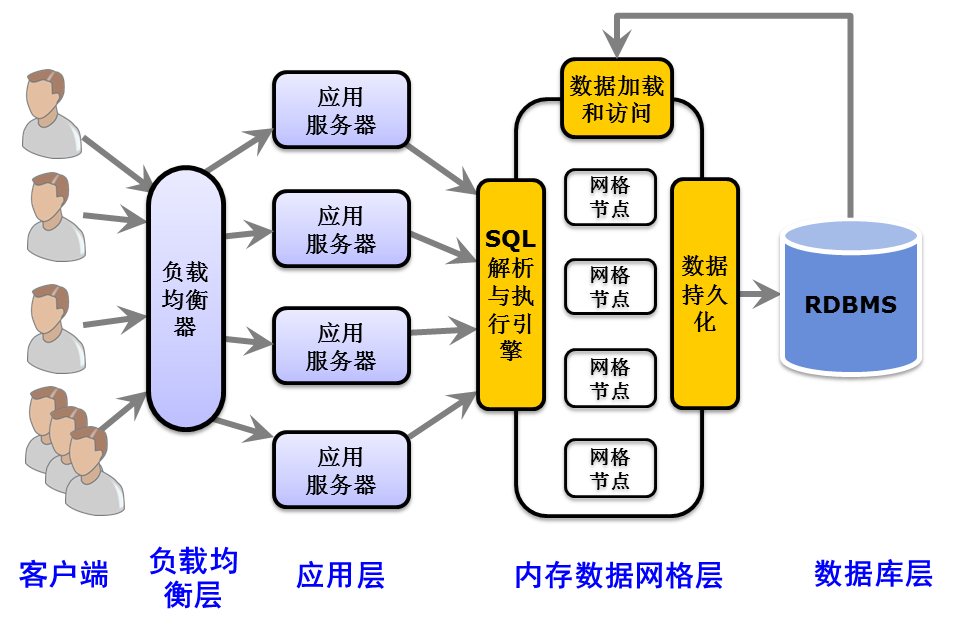 数据加载
和访问
应用
服务器
应用
服务器
应用
服务器
应用
服务器
负载
均衡
器
SQL
解析
与执
行引
擎
网格
节点
网格
节点
网格
节点
网格
节点
数据
持久
化
RDBMS
客户端
负载均
衡层
应用层
内存数据网格层
数据库层